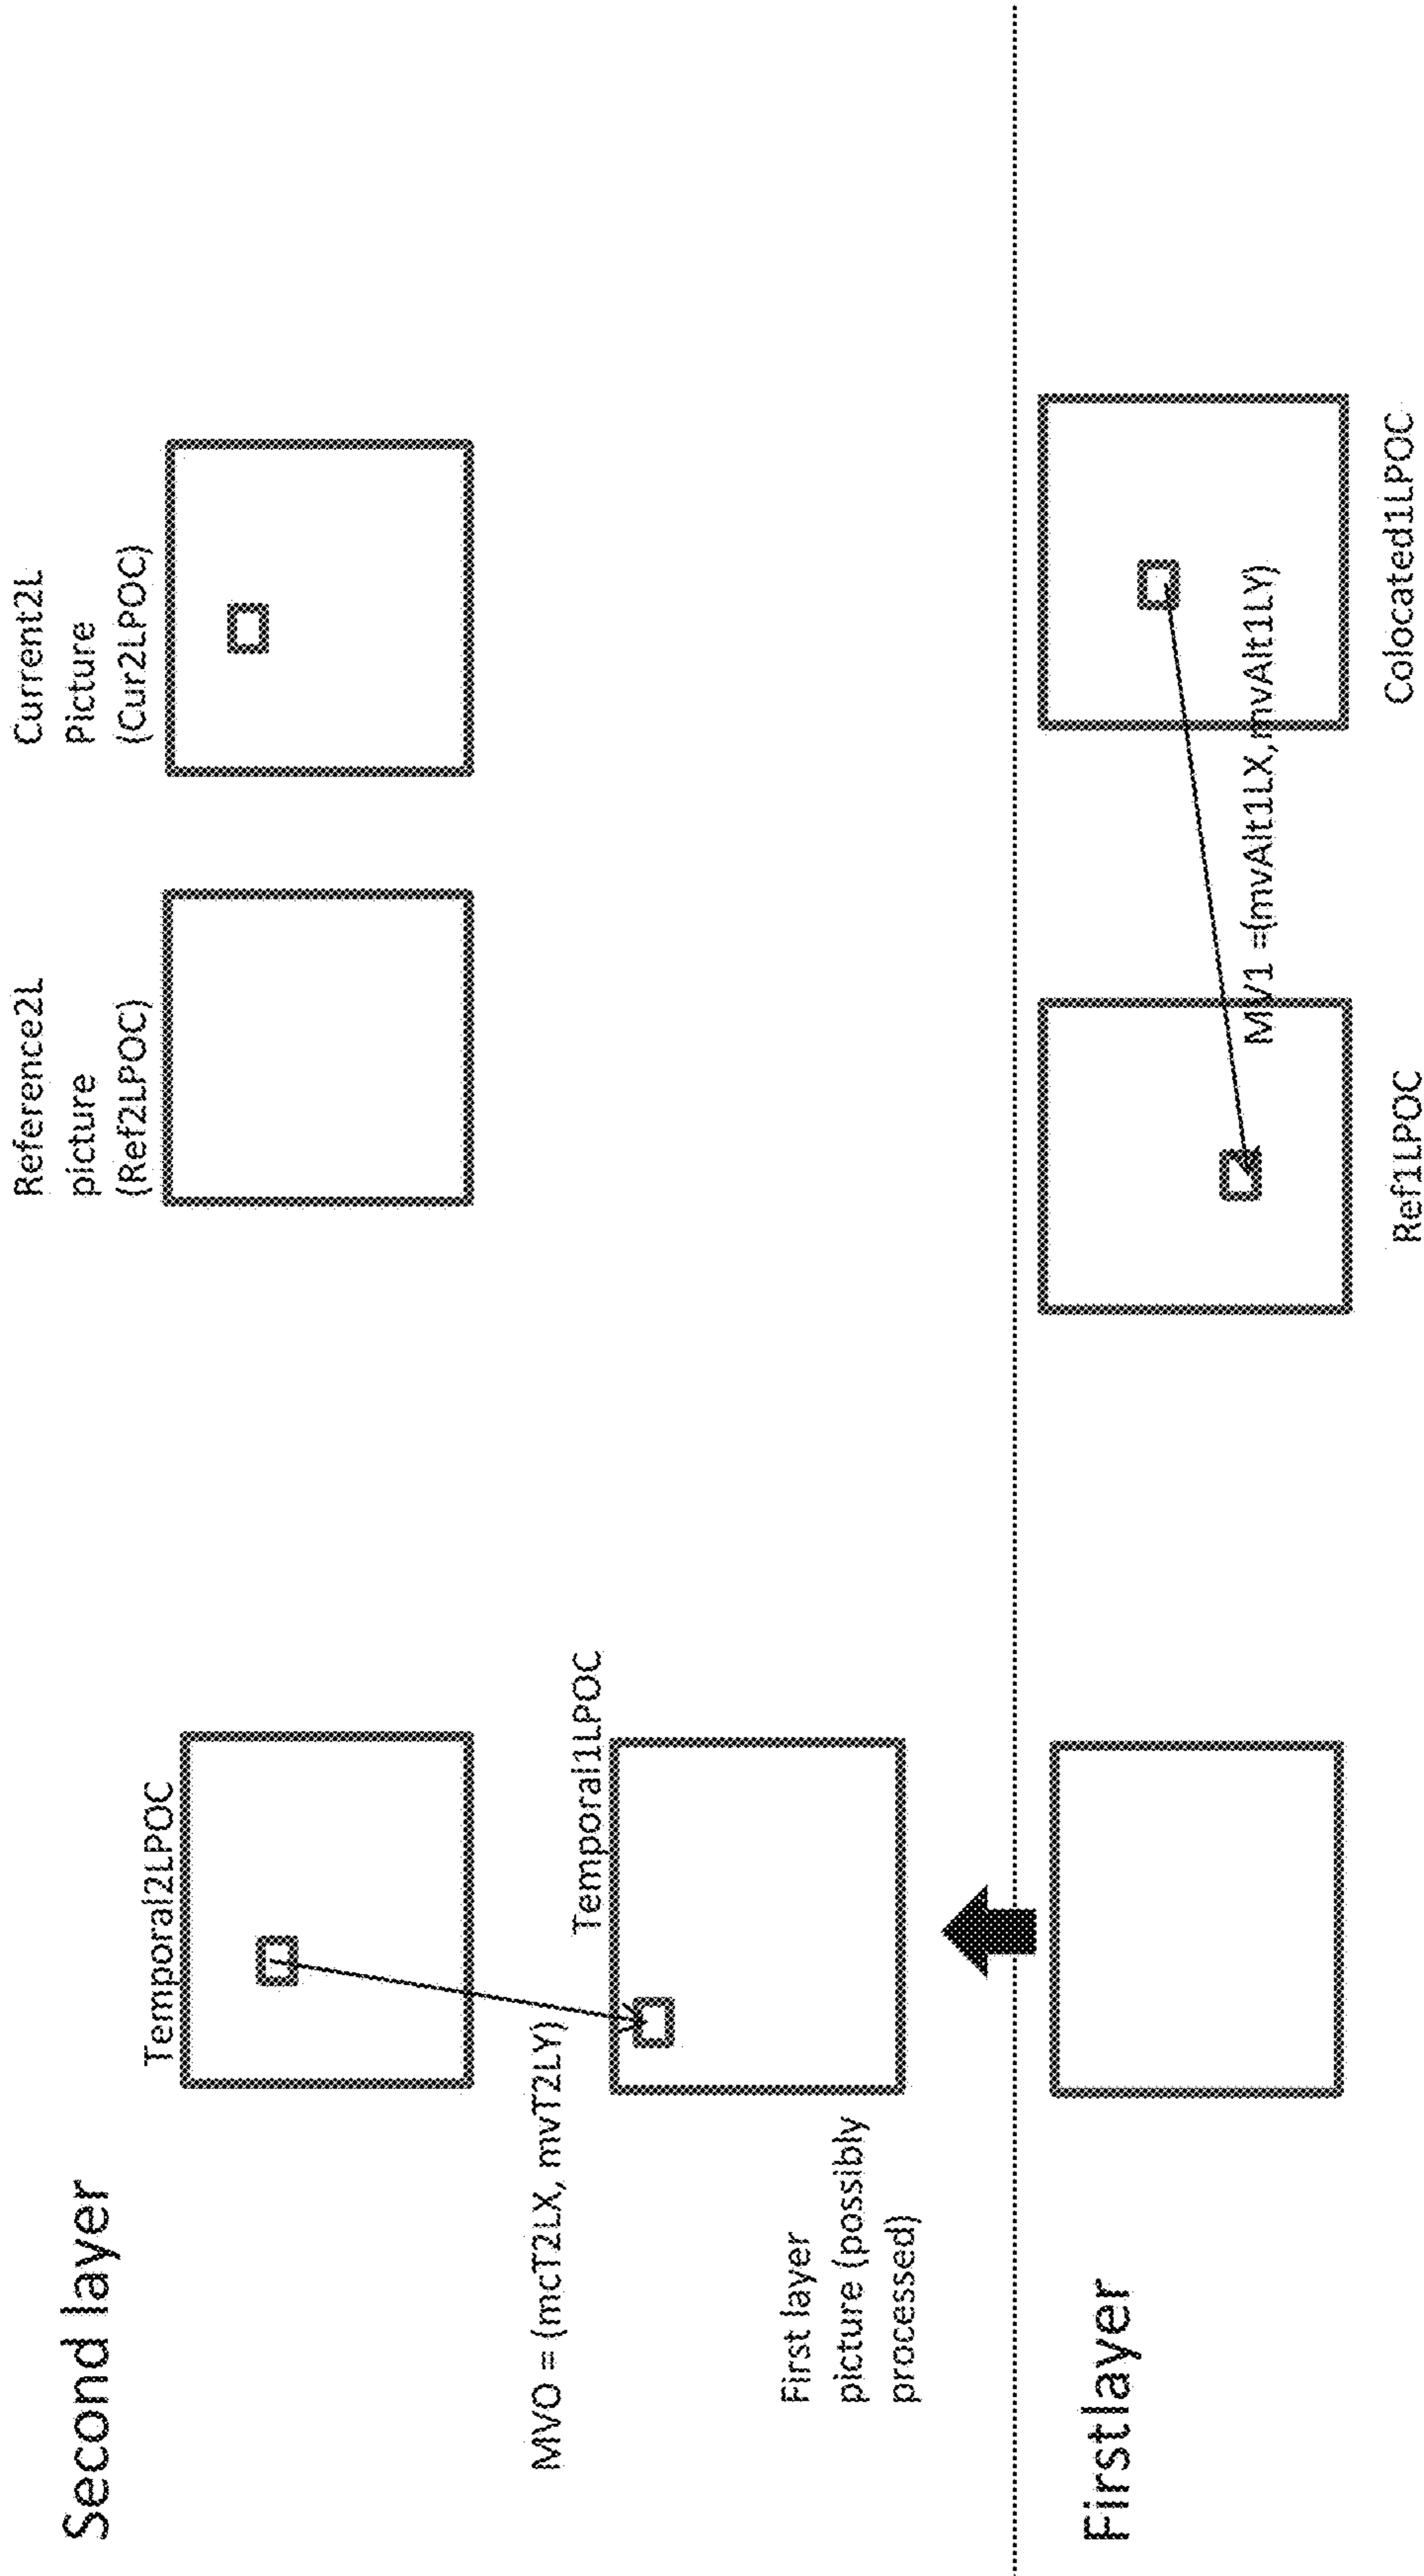 Second layer
Temporal2LPOC
Reference2L
picture
(Ref2LPOC)
Current2L
Picture
(Cur2LPOC)
MVO = (mcT2LX, mvT2LY)
Temporal1LPOC
First layer
picture (possibly
processed)
Firstlayer
MV1 =(mvAlt1LX,mvAlt1LY)
Ref1LPOC
Colocated1LPOC